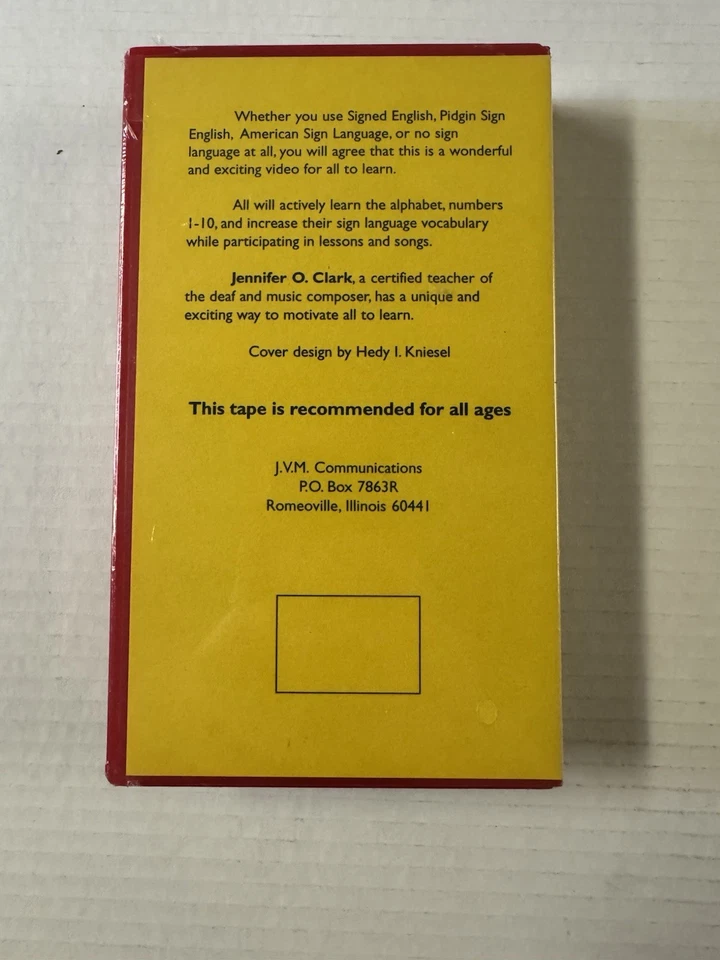 Whether you use Signed English, Pidgin Sign
English, American Sign Language, or no sign
language at all, you will agree that this is a wonderful
and exciting video for all to learn.
All will actively learn the alphabet, numbers
1-10, and increase their sign language vocabulary
while participating in lessons and songs.
Jennifer O. Clark, a certified teacher of
the deaf and music composer, has a unique and
exciting way to motivate all to learn.
Cover design by Hedy I. Kniesel
This tape is recommended for all ages
J.V.M. Communications
P.O. Box 7863R
Romeoville, Illinois 60441